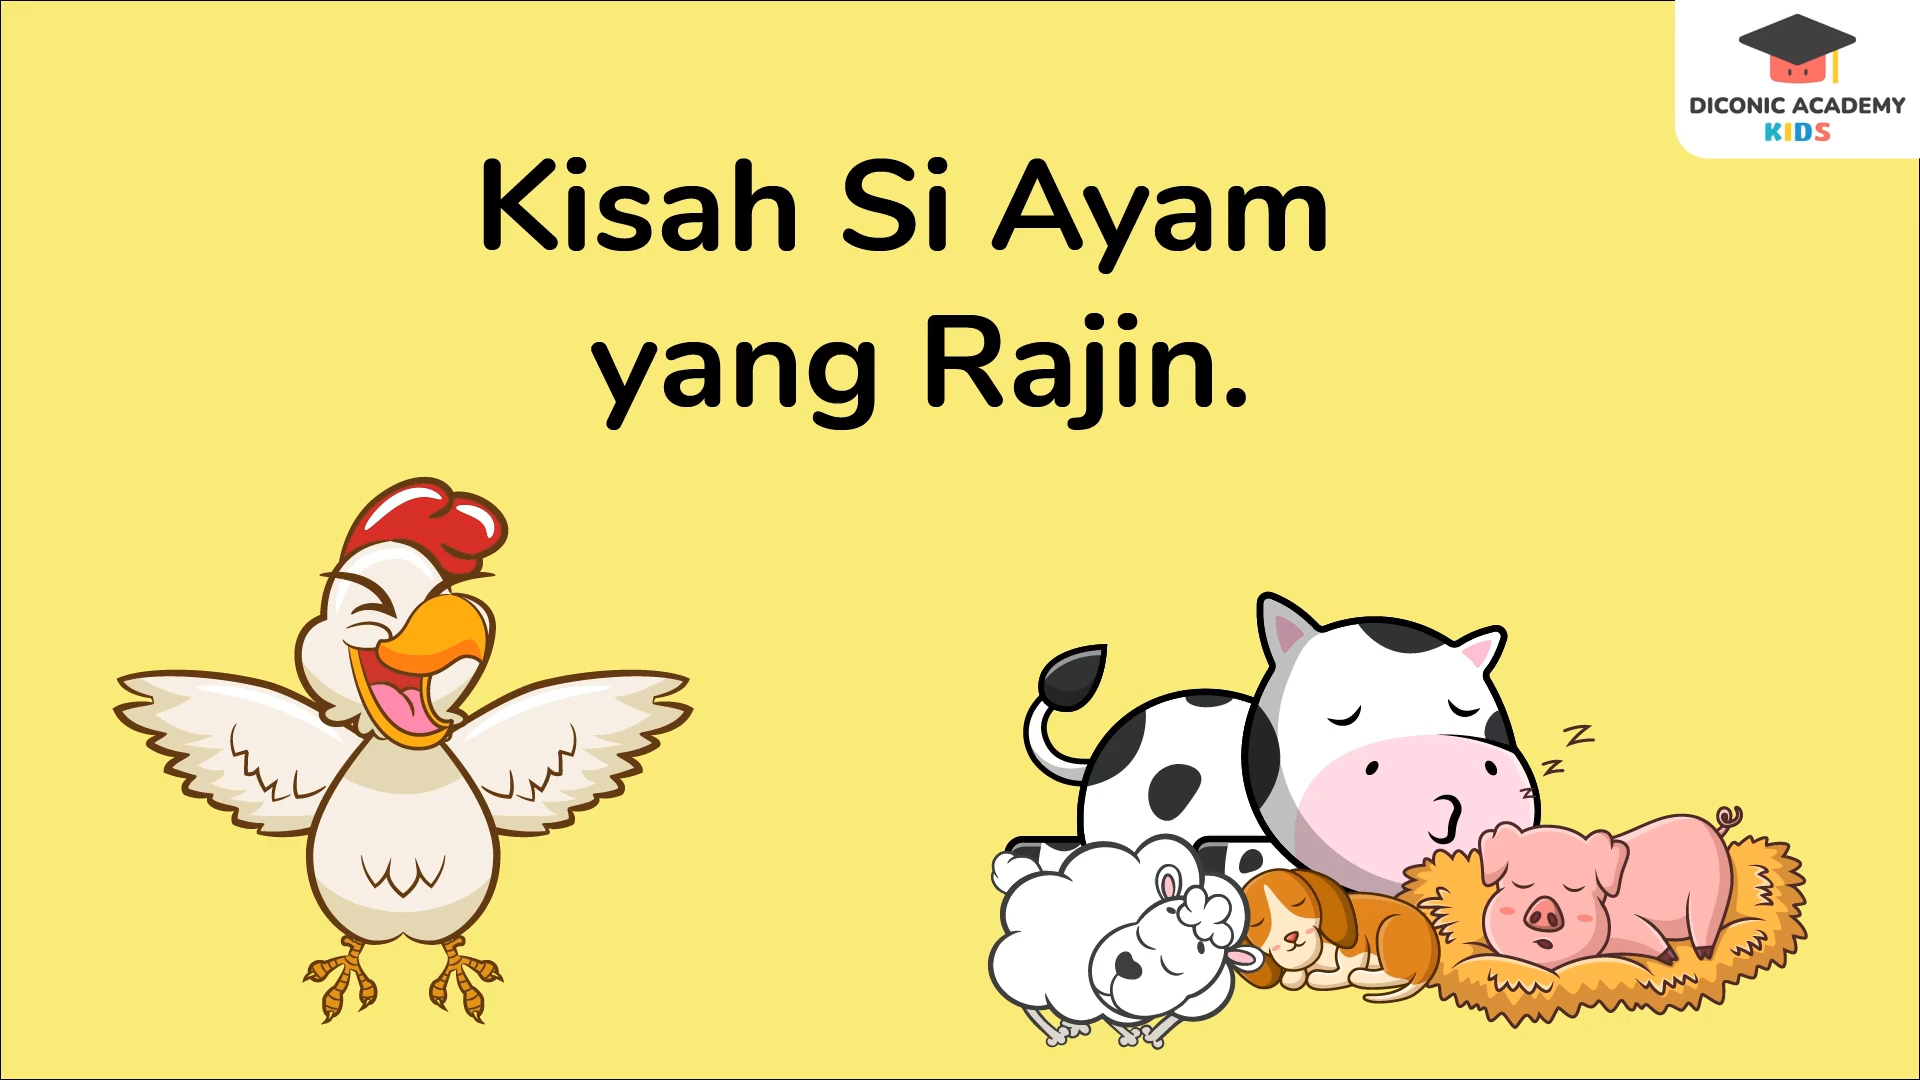 DICONIC ACADEMY
KIDS
Kisah Si Ayam
yang Rajin.
Z
Z
Z